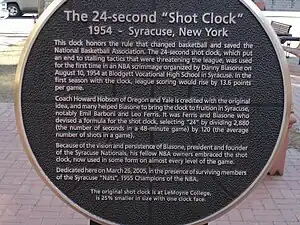 The 24-second "Shot Clock"
1954 - Syracuse, New York
This clock honors the rule that changed basketball and saved the
National Basketball Association. The 24-second shot clock, which put
an end to stalling tactics that were threatening the league, was used
for the first time in an NBA scrimmage organized by Danny Biasone on
August 10, 1954 at Blodgett Vocational High School in Syracuse. In the
first season with the clock, league scoring would rise by 13.6 points
per game.
Coach Howard Hobson of Oregon and Yale is credited with the original
idea, and many helped Biasone to bring the clock to fruition in Syracuse,
notably Emil Barboni and Leo Ferris. It was Ferris and Biasone who
devised a formula for the shot clock, selecting "24" by dividing 2,880
(the number of seconds in a 48-minute game) by 120 (the average
number of shots in a game).
Because of the vision and persistence of Biasone, president and founder
of the Syracuse Nationals, his fellow NBA owners embraced the shot
clock, now used in some form on almost every level of the game.
Dedicated here on March 26, 2005, in the presence of surviving members
of the Syracuse "Nats", 1955 Champions of the NBA.
The original shot clock is at LeMoyne College,
is 25% smaller in size with one clock face.